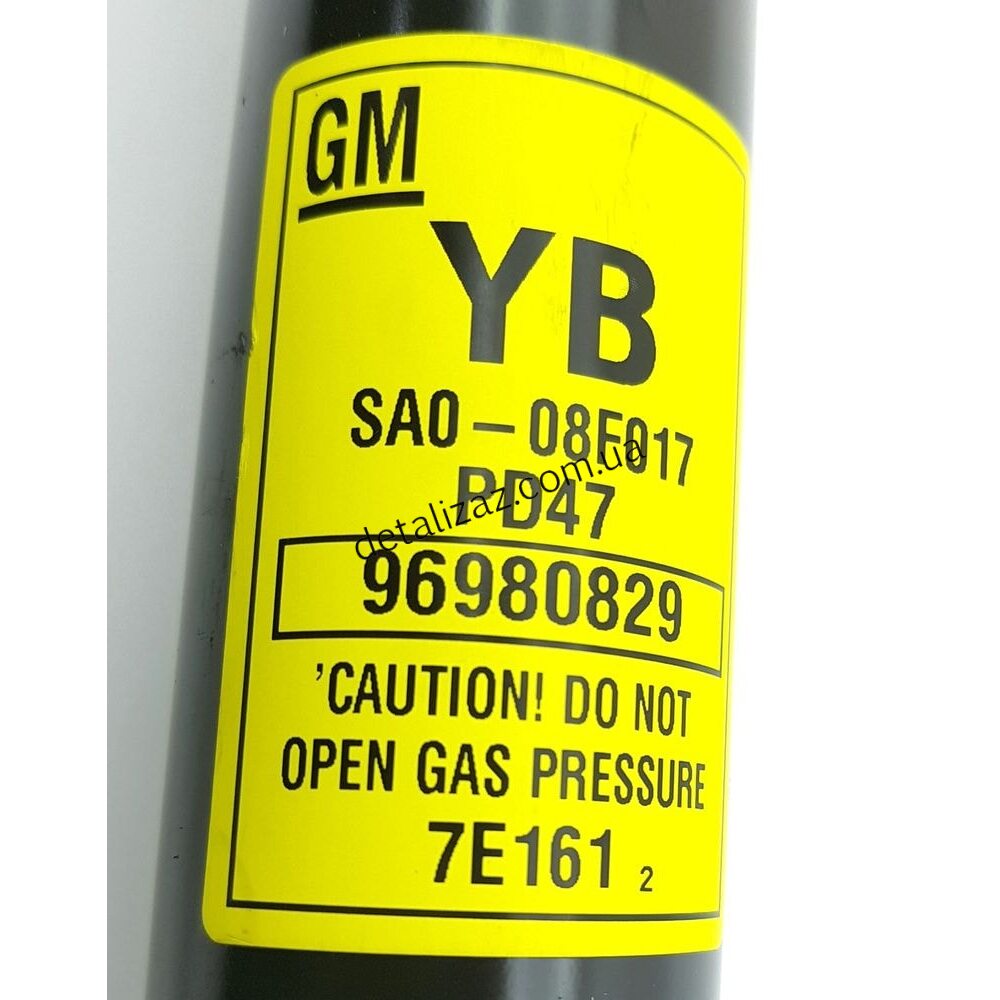 GM
YB
SA0-08F017
PD47
detalizaz.com.ua
96980829
'CAUTION! DO NOT
OPEN GAS PRESSURE
7E161 2